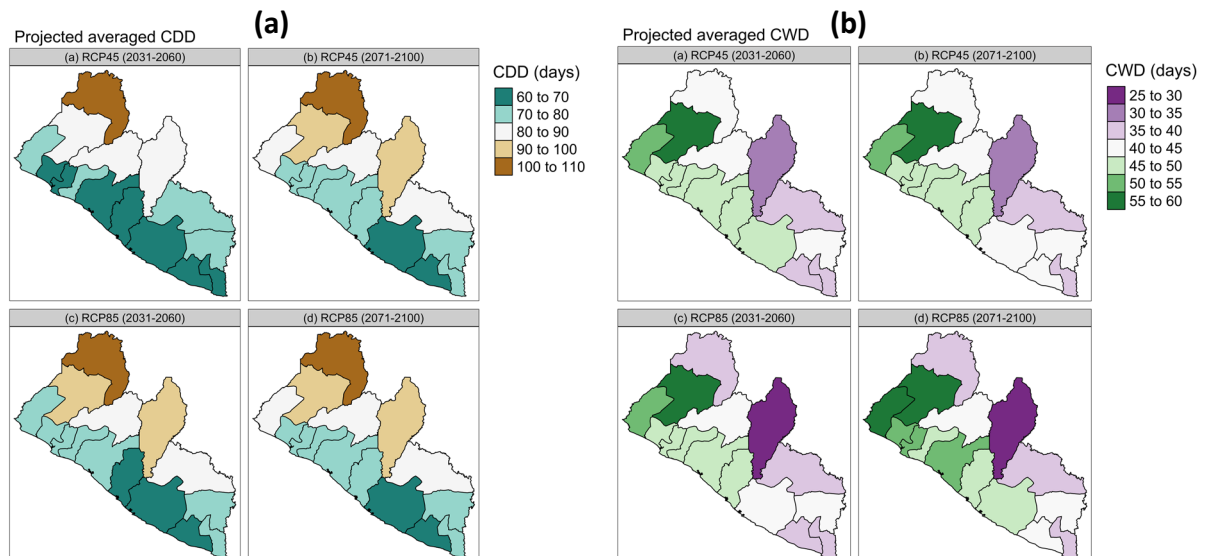 (a)
Projected averaged CDD
(a) RCP45 (2031-2060)
(b) RCP45 (2071-2100)
CDD (days)
60 to 70
70 to 80
80 to 90
90 to 100
100 to 110
(c) RCP85 (2031-2060)
(d) RCP85 (2071-2100)
(b)
Projected averaged CWD
(a) RCP45 (2031-2060)
(b) RCP45 (2071-2100)
CWD (days)
25 to 30
30 to 35
35 to 40
40 to 45
45 to 50
50 to 55
55 to 60
(c) RCP85 (2031-2060)
(d) RCP85 (2071-2100)